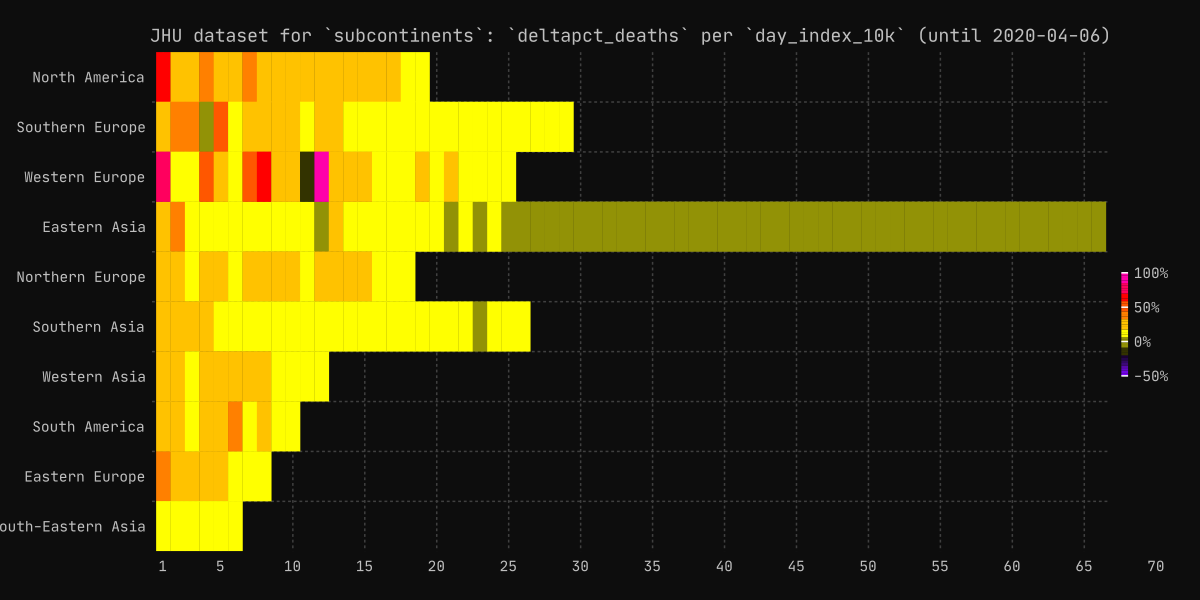 JHU dataset for `subcontinents`: `deltapct_deaths` per `day_index_10k` (until 2020-04-06)
North America
Southern Europe
Western Europe
Eastern Asia
Northern Europe
Southern Asia
Western Asia
South America
Eastern Europe
outh-Eastern Asia
100%
50%
0%
-50%
1 5 10 15 20 25 30 35 40 45 50 55 60 65 70